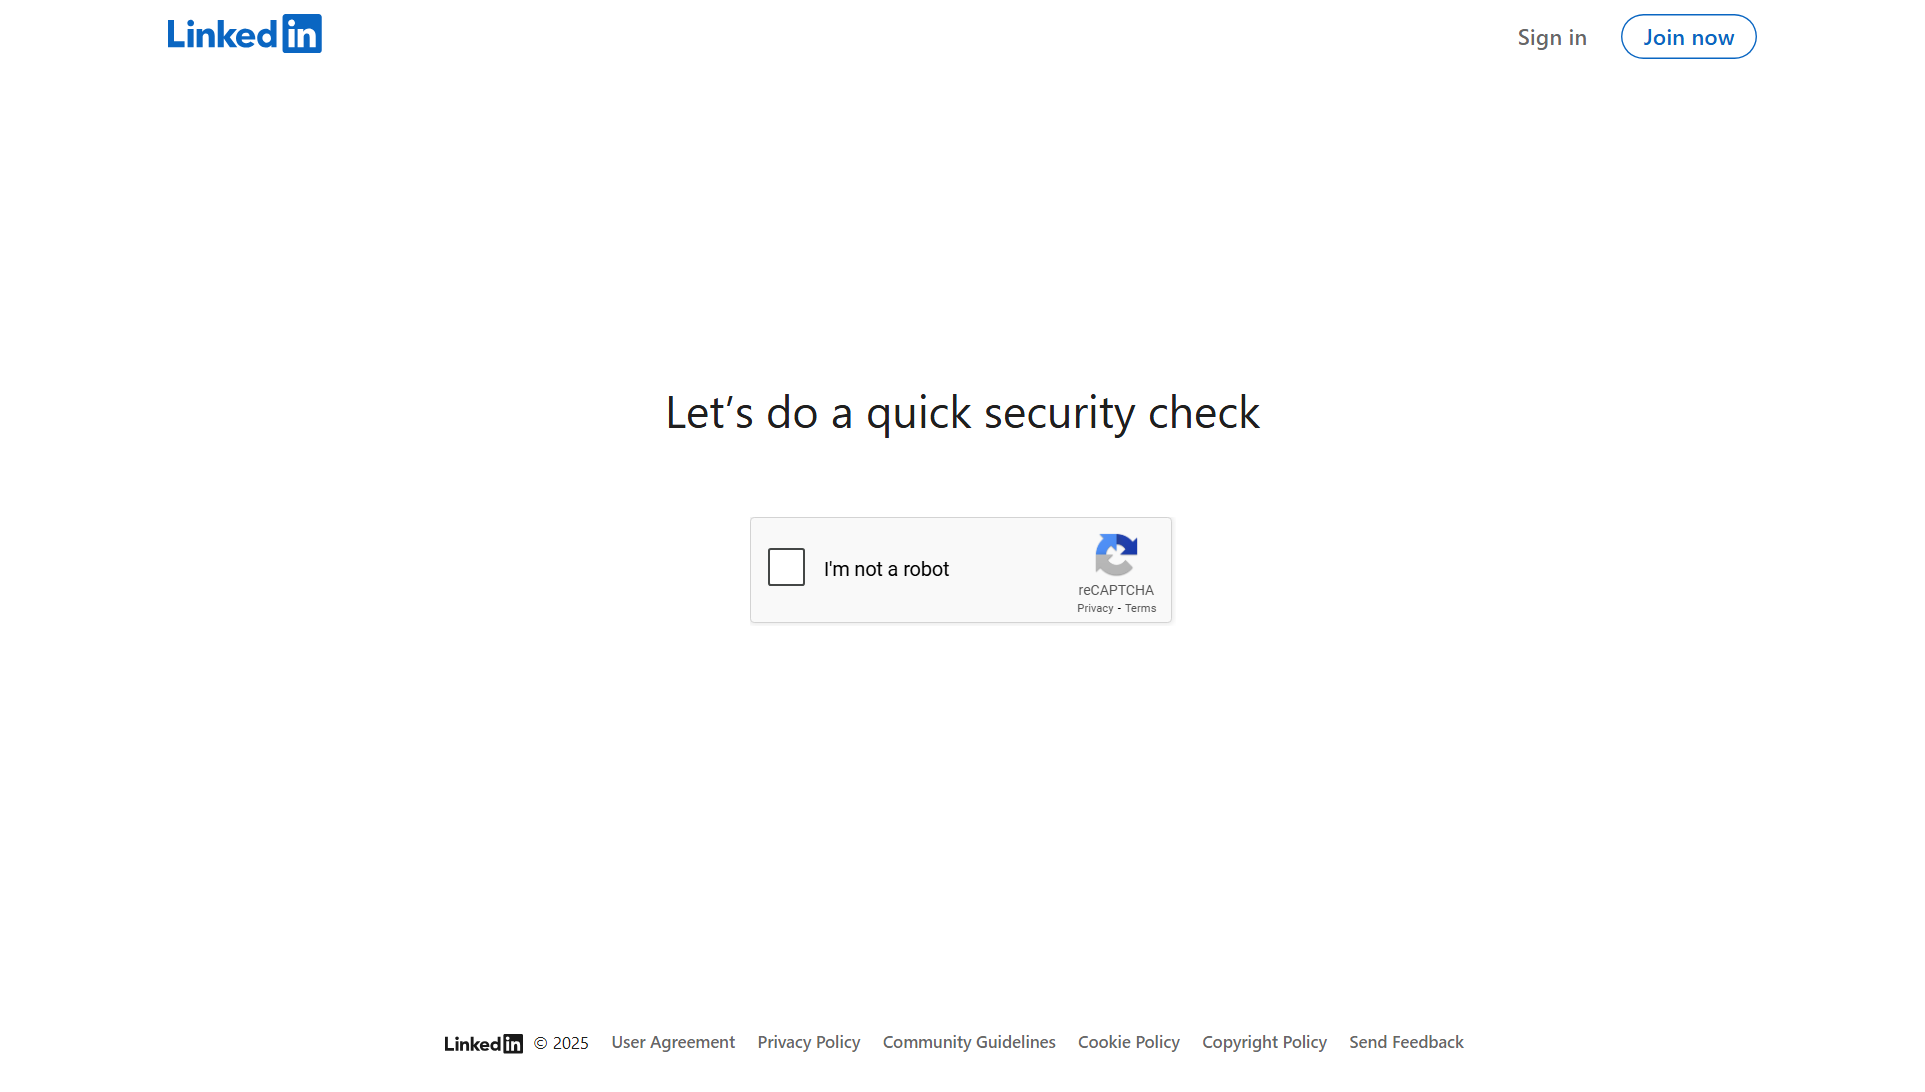 LinkedIn
Sign in
Join now
Let’s do a quick security check
I'm not a robot
reCAPTCHA
Privacy - Terms
LinkedIn © 2025 User Agreement Privacy Policy Community Guidelines Cookie Policy Copyright Policy Send Feedback